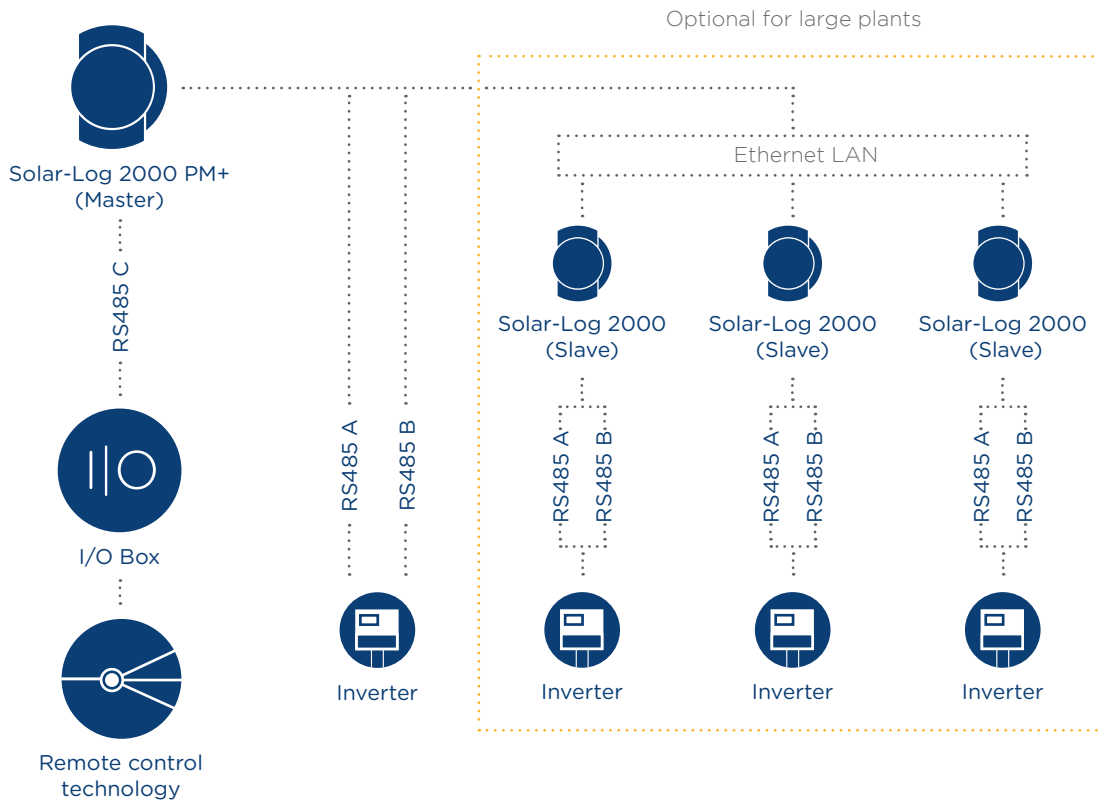 Optional for large plants
Ethernet LAN
Solar-Log 2000 PM+
(Master)
RS485 C
I/O
I/O Box
Remote control
technology
RS485 A
RS485 B
Inverter
Solar-Log 2000
(Slave)
RS485 A
RS485 B
Inverter
Solar-Log 2000
(Slave)
RS485 A
RS485 B
Inverter
Solar-Log 2000
(Slave)
RS485 A
RS485 B
Inverter